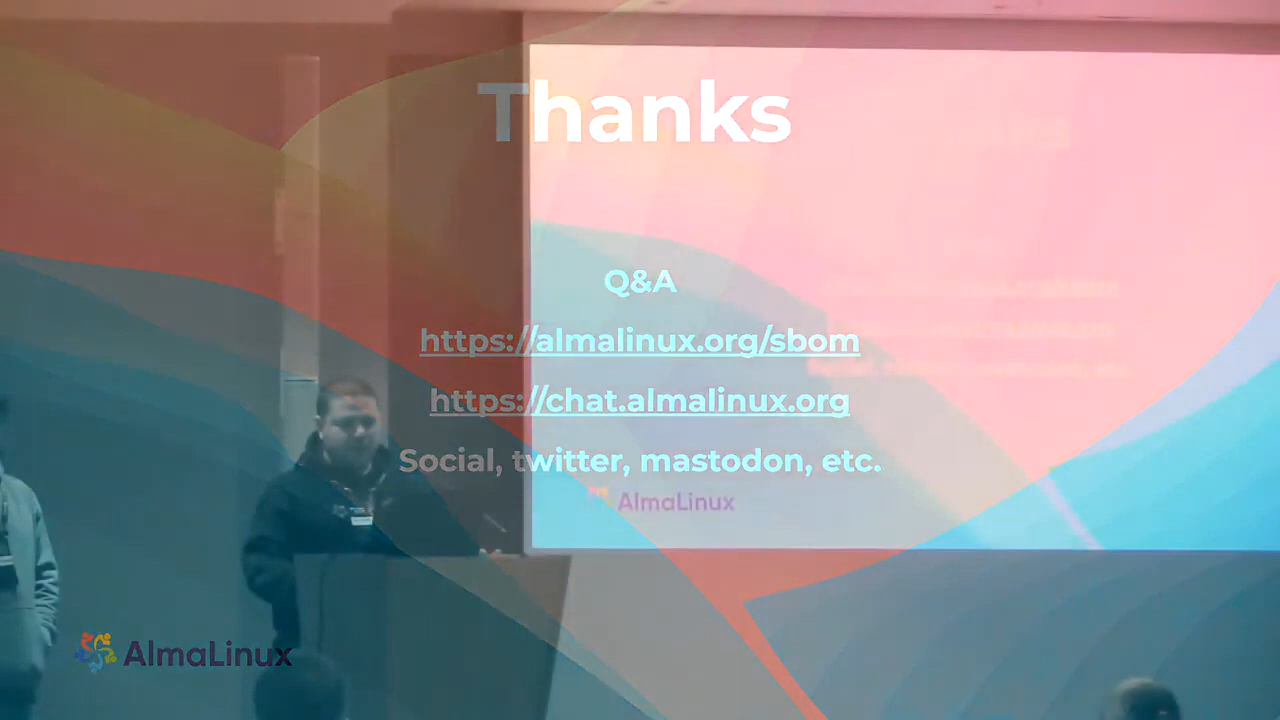 Thanks
Q&A
https://almalinux.org/sbom
https://chat.almalinux.org
Social, twitter, mastodon, etc.
AlmaLinux
AlmaLinux